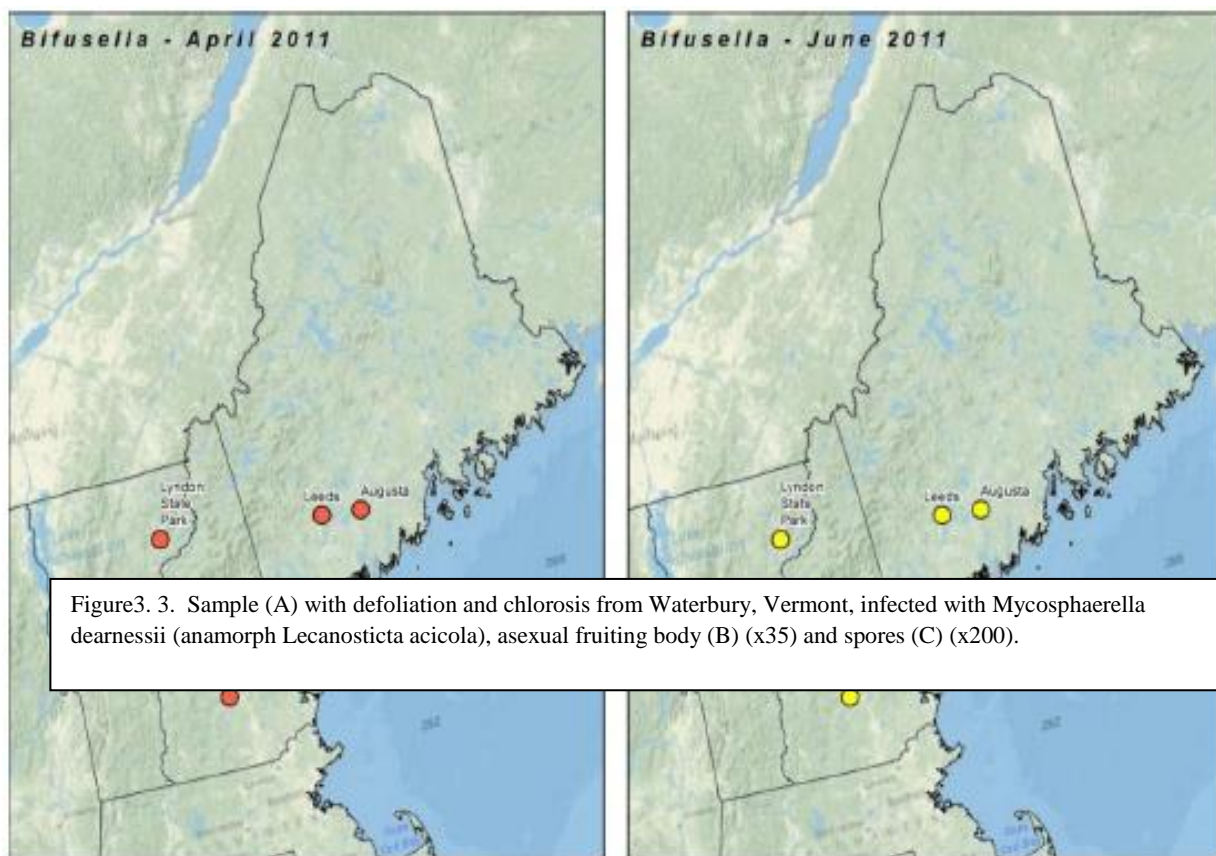 Bifusella - April 2011
Bifusella - June 2011
Lyndon
State
Park
Leeds
Augusta
Lyndon
State
Park
Leeds
Augusta
Figure3. 3.  Sample (A) with defoliation and chlorosis from Waterbury, Vermont, infected with Mycosphaerella
dearnessii (anamorph Lecanosticta acicola), asexual fruiting body (B) (x35) and spores (C) (x200).